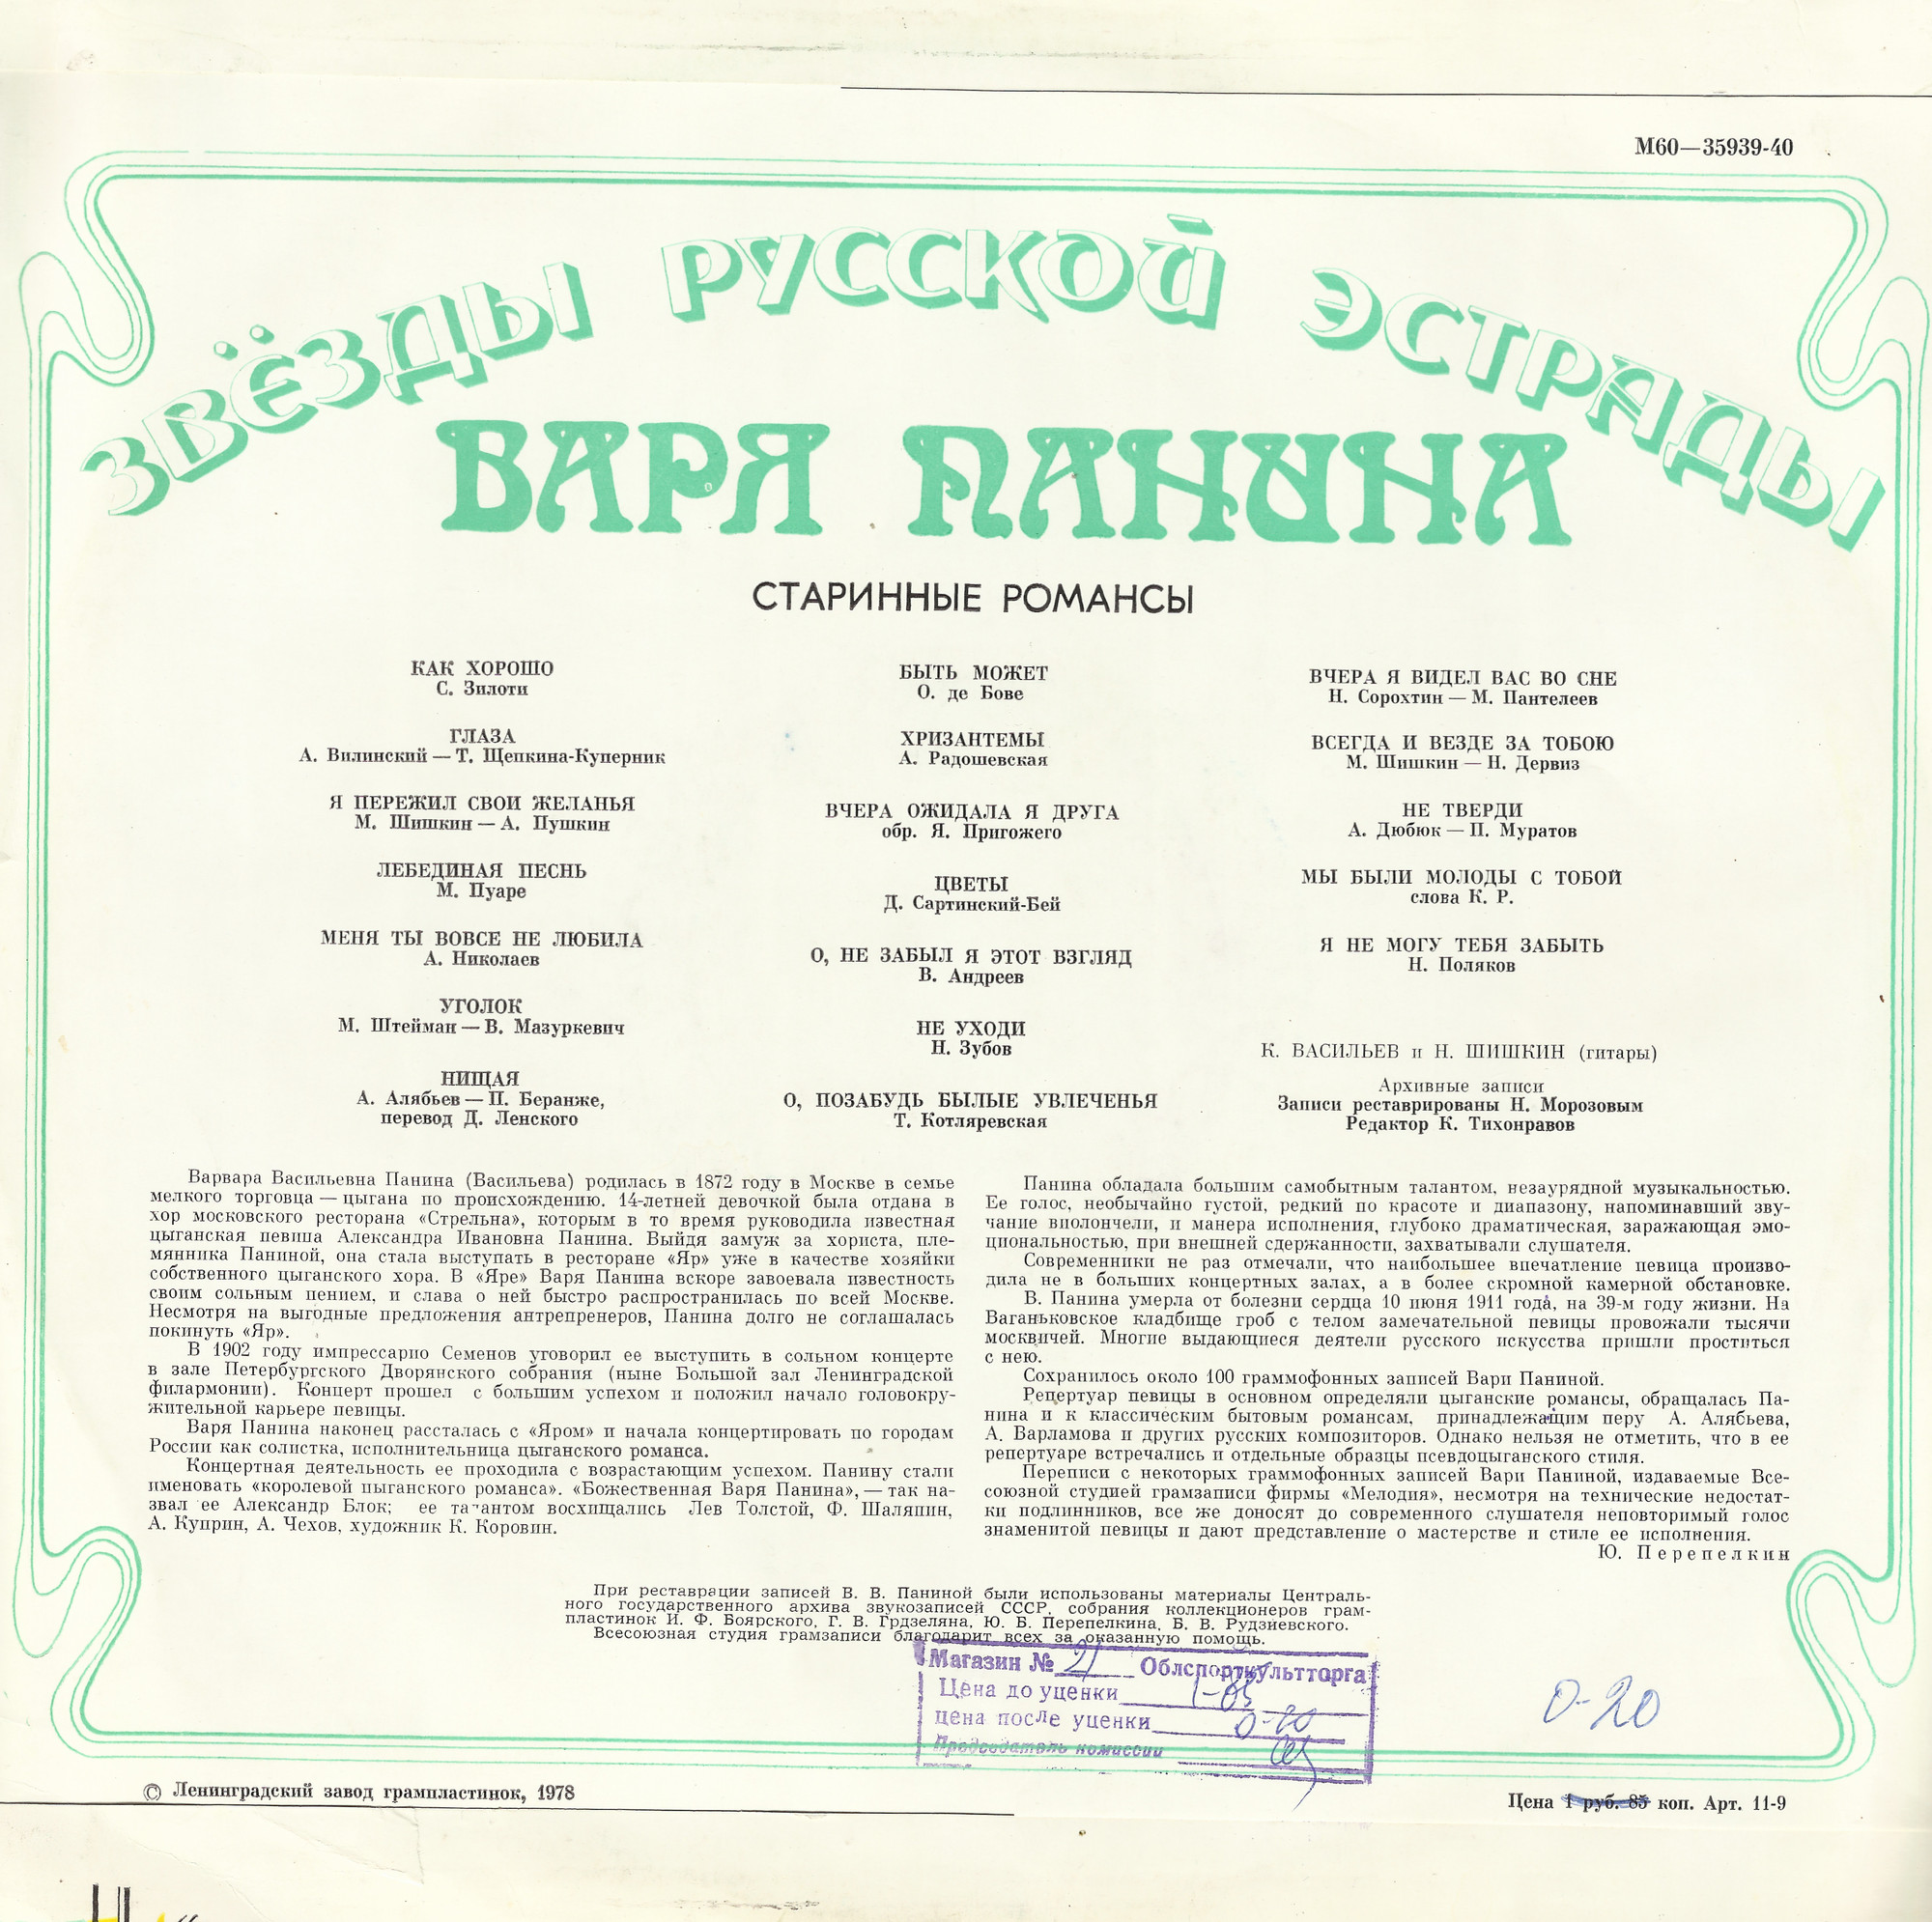 М60—35939-40
ЗВЁЗДЫ РУССКОЙ ЭСТРАДЫ
ВАРЯ ПАНИНА
СТАРИННЫЕ РОМАНСЫ
КАК ХОРОШО
С. Зилоти
ГЛАЗА
А. Вилинский — Т. Щепкина-Куперник
Я ПЕРЕЖИЛ СВОИ ЖЕЛАНЬЯ
М. Шишкин — А. Пушкин
ЛЕБЕДИНАЯ ПЕСНЬ
М. Пуаре
МЕНЯ ТЫ ВОВСЕ НЕ ЛЮБИЛА
А. Николаев
УГОЛОК
М. Штейман — В. Мазуркевич
НИЩАЯ
А. Алябьев — П. Беранже,
перевод Д. Ленского
БЫТЬ МОЖЕТ
О. де Бове
ХРИЗАНТЕМЫ
А. Радошевская
ВЧЕРА ОЖИДАЛА Я ДРУГА
обр. Я. Пригожего
ЦВЕТЫ
Д. Сартинский-Бей
О, НЕ ЗАБЫЛ Я ЭТОТ ВЗГЛЯД
В. Андреев
НЕ УХОДИ
Н. Зубов
О, ПОЗАБУДЬ БЫЛЫЕ УВЛЕЧЕНЬЯ
Т. Котляревская
ВЧЕРА Я ВИДЕЛ ВАС ВО СНЕ
Н. Сорохтин — М. Пантелеев
ВСЕГДА И ВЕЗДЕ ЗА ТОБОЮ
М. Шишкин — Н. Дервиз
НЕ ТВЕРДИ
А. Дюбюк — П. Муратов
МЫ БЫЛИ МОЛОДЫ С ТОБОЙ
слова К. Р.
Я НЕ МОГУ ТЕБЯ ЗАБЫТЬ
Н. Поляков
К. ВАСИЛЬЕВ и Н. ШИШКИН (гитары)
Архивные записи
Записи реставрированы Н. Морозовым
Редактор К. Тихонравов
Варвара Васильевна Панина (Васильева) родилась в 1872 году в Москве в семье
мелкого торговца — цыгана по происхождению. 14-летней девочкой была отдана в
хор московского ресторана «Стрельна», которым в то время руководила известная
цыганская певица Александра Ивановна Панина. Выйдя замуж за хориста, пле-
мянника Паниной, она стала выступать в ресторане «Яр» уже в качестве хозяйки
собственного цыганского хора. В «Яре» Варя Панина вскоре завоевала известность
своим сольным пением, и слава о ней быстро распространилась по всей Москве.
Несмотря на выгодные предложения антрепренеров, Панина долго не соглашалась
покинуть «Яр».
В 1902 году импрессарио Семенов уговорил ее выступить в сольном концерте
в зале Петербургского Дворянского собрания (ныне Большой зал Ленинградской
филармонии). Концерт прошел с большим успехом и положил начало головокру-
жительной карьере певицы.
Варя Панина наконец рассталась с «Яром» и начала концертировать по городам
России как солистка, исполнительница цыганского романса.
Концертная деятельность ее проходила с возрастающим успехом. Панину стали
именовать «королевой цыганского романса». «Божественная Варя Панина», — так на-
звал ее Александр Блок; ее талантом восхищались Лев Толстой, Ф. Шаляпин,
А. Куприн, А. Чехов, художник К. Коровин.
Панина обладала большим самобытным талантом, незаурядной музыкальностью.
Ее голос, необычайно густой, редкий по красоте и диапазону, напоминавший зву-
чание виолончели, и манера исполнения, глубоко драматическая, заражающая эмо-
циональностью, при внешней сдержанности, захватывали слушателя.
Современники не раз отмечали, что наибольшее впечатление певица произво-
дила не в больших концертных залах, а в более скромной камерной обстановке.
В. Панина умерла от болезни сердца 10 июня 1911 года, на 39-м году жизни. На
Ваганьковское кладбище гроб с телом замечательной певицы провожали тысячи
москвичей. Многие выдающиеся деятели русского искусства пришли проститься
с нею.
Сохранилось около 100 граммофонных записей Вари Паниной.
Репертуар певицы в основном определяли цыганские романсы, обращалась Па-
нина и к классическим бытовым романсам, принадлежащим перу А. Алябьева,
А. Варламова и других русских композиторов. Однако нельзя не отметить, что в ее
репертуаре встречались и отдельные образцы псевдоцыганского стиля.
Переписи с некоторых граммофонных записей Вари Паниной, издаваемые Все-
союзной студией грамзаписи фирмы «Мелодия», несмотря на технические недостат-
ки подлинников, все же доносят до современного слушателя неповторимый голос
знаменитой певицы и дают представление о мастерстве и стиле ее исполнения.
Ю. Перепелкин
При реставрации записей В. В. Паниной были использованы материалы Централь-
ного государственного архива звукозаписей СССР, собрания коллекционеров грам-
пластинок И. Ф. Боярского, Г. В. Грдзеляна, Ю. Б. Перепелкина, Б. В. Рудзиевского.
Всесоюзная студия грамзаписи благодарит всех за оказанную помощь.
Магазин № 21 Облспорткультторга
Цена до уценки 1-85
цена после уценки 0-20
Председатель комиссии
0-20
© Ленинградский завод грампластинок, 1978
Цена 1 руб. 85 коп. Арт. 11-9